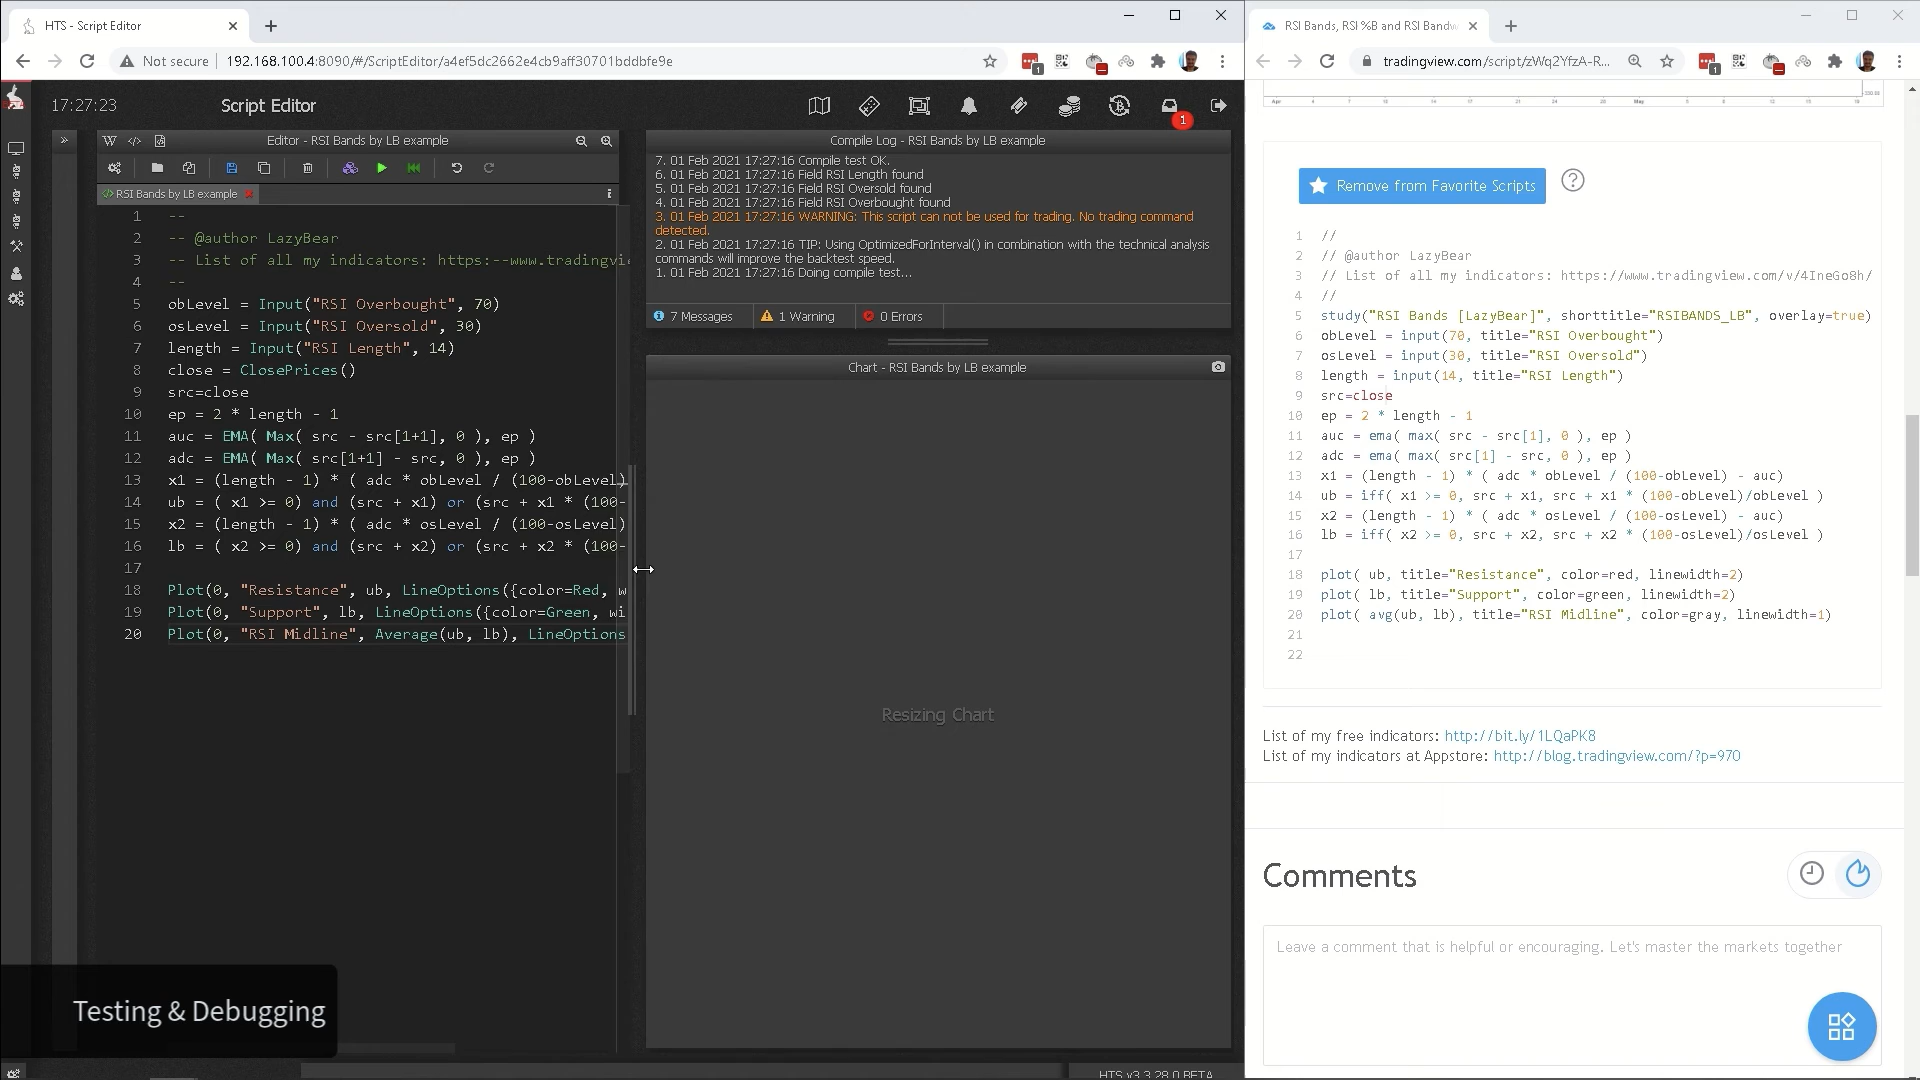 HTS - Script Editor
Not secure
192.168.100.4:8090/#/ScriptEditor/a4ef5dc2662e4cb9aff30701bddbfe9e
1
17:27:23
Script Editor
1
Editor - RSI Bands by LB example
RSI Bands by LB example
1 --
2 -- @author LazyBear
3 -- List of all my indicators: https:--www.tradingvi
4 --
5 obLevel = Input("RSI Overbought", 70)
6 osLevel = Input("RSI Oversold", 30)
7 length = Input("RSI Length", 14)
8 close = ClosePrices()
9 src=close
10 ep = 2 * length - 1
11 auc = EMA( Max( src - src[1+1], 0 ), ep )
12 adc = EMA( Max( src[1+1] - src, 0 ), ep )
13 x1 = (length - 1) * ( adc * obLevel / (100-obLevel)
14 ub = ( x1 >= 0) and (src + x1) or (src + x1 * (100-
15 x2 = (length - 1) * ( adc * osLevel / (100-osLevel)
16 lb = ( x2 >= 0) and (src + x2) or (src + x2 * (100-
17
18 Plot(0, "Resistance", ub, LineOptions({color=Red, w
19 Plot(0, "Support", lb, LineOptions({color=Green, wi
20 Plot(0, "RSI Midline", Average(ub, lb), LineOptions
Compile Log - RSI Bands by LB example
7. 01 Feb 2021 17:27:16 Compile test OK.
6. 01 Feb 2021 17:27:16 Field RSI Length found
5. 01 Feb 2021 17:27:16 Field RSI Oversold found
4. 01 Feb 2021 17:27:16 Field RSI Overbought found
3. 01 Feb 2021 17:27:16 WARNING: This script can not be used for trading. No trading command
detected.
2. 01 Feb 2021 17:27:16 TIP: Using OptimizedForInterval() in combination with the technical analysis
commands will improve the backtest speed.
1. 01 Feb 2021 17:27:16 Doing compile test...
7 Messages
1 Warning
0 Errors
Chart - RSI Bands by LB example
Resizing Chart
Testing & Debugging
HTS v3.3.28.0 BETA
RSI Bands, RSI %B and RSI Bandw
tradingview.com/script/zWq2YfzA-R...
1
Remove from Favorite Scripts
1 //
2 // @author LazyBear
3 // List of all my indicators: https://www.tradingview.com/v/4IneGo8h/
4 //
5 study("RSI Bands [LazyBear]", shorttitle="RSIBANDS_LB", overlay=true)
6 obLevel = input(70, title="RSI Overbought")
7 osLevel = input(30, title="RSI Oversold")
8 length = input(14, title="RSI Length")
9 src=close
10 ep = 2 * length - 1
11 auc = ema( max( src - src[1], 0 ), ep )
12 adc = ema( max( src[1] - src, 0 ), ep )
13 x1 = (length - 1) * ( adc * obLevel / (100-obLevel) - auc)
14 ub = iff( x1 >= 0, src + x1, src + x1 * (100-obLevel)/obLevel )
15 x2 = (length - 1) * ( adc * osLevel / (100-osLevel) - auc)
16 lb = iff( x2 >= 0, src + x2, src + x2 * (100-osLevel)/osLevel )
17
18 plot( ub, title="Resistance", color=red, linewidth=2)
19 plot( lb, title="Support", color=green, linewidth=2)
20 plot( avg(ub, lb), title="RSI Midline", color=gray, linewidth=1)
21
22
List of my free indicators: http://bit.ly/1LQaPK8
List of my indicators at Appstore: http://blog.tradingview.com/?p=970
Comments
Leave a comment that is helpful or encouraging. Let's master the markets together